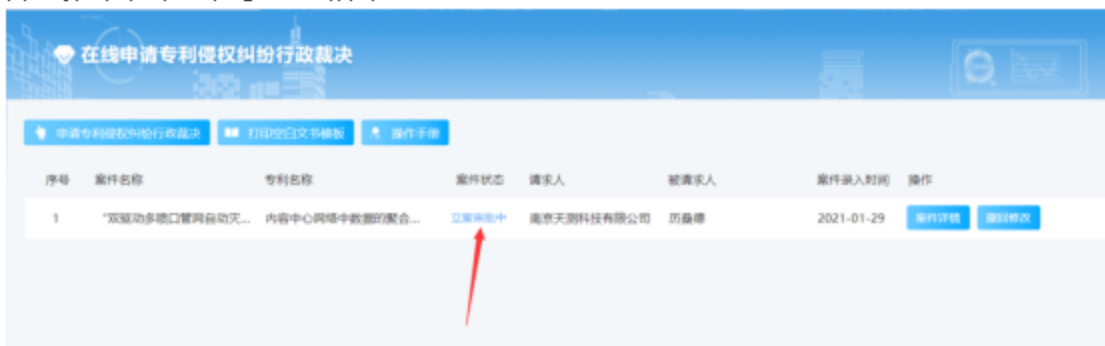 在线申请专利侵权纠纷行政裁决
申请专利侵权纠纷行政裁决 打印空白文书模板 操作手册
序号 案件名称 专利名称 案件状态 请求人 被请求人 案件录入时间 操作
1 “双驱动多喷口管网自动灭... 内容中心网络中数据的聚合... 立案审批中 南京天测科技有限公司 历桑德 2021-01-29 案件详情 撤回修改